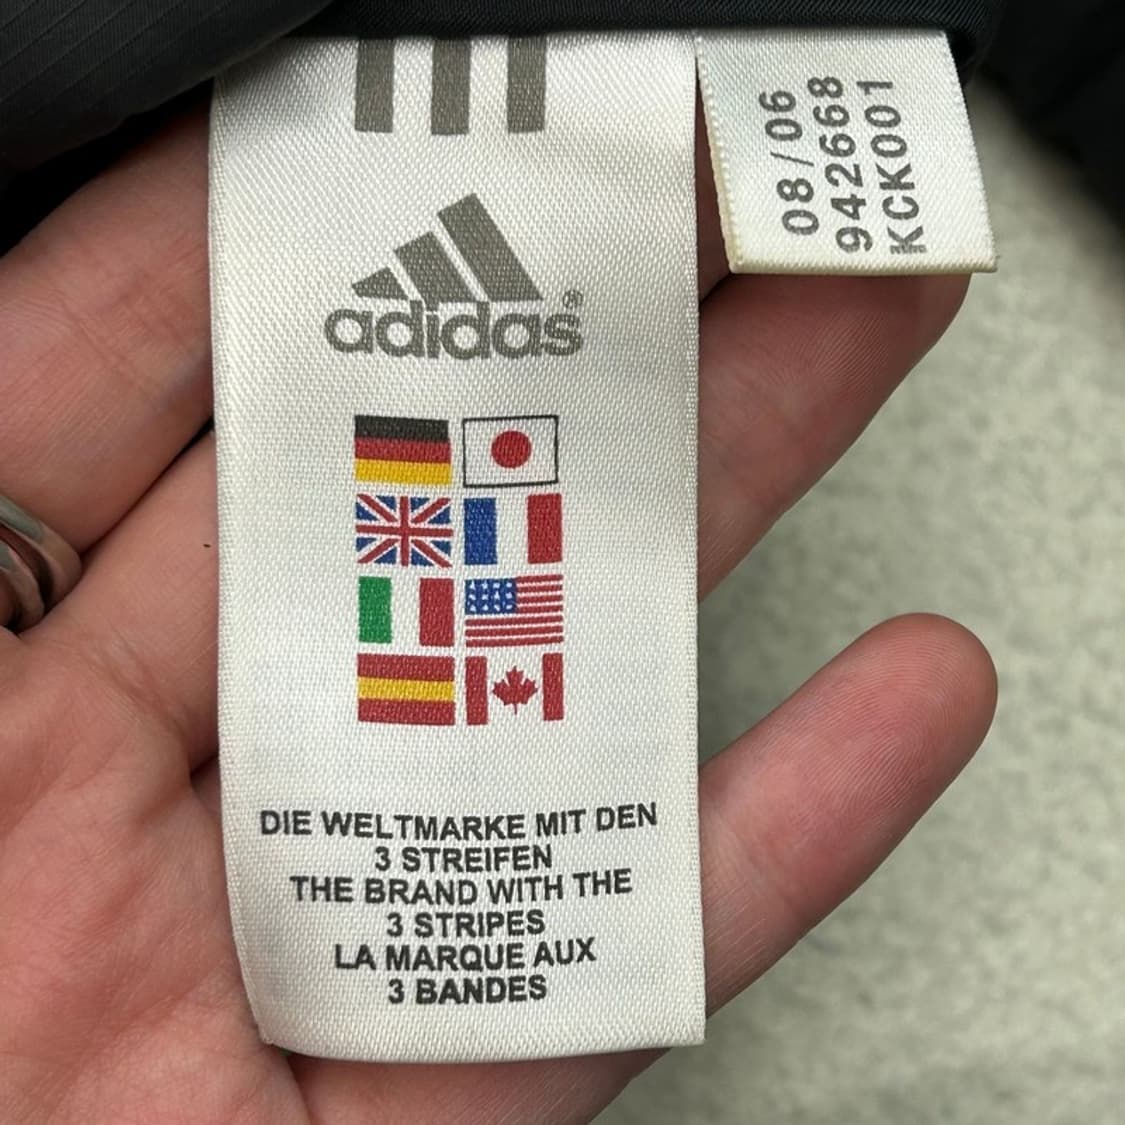 adidas®
DIE WELTMARKE MIT DEN
3 STREIFEN
THE BRAND WITH THE
3 STRIPES
LA MARQUE AUX
3 BANDES
08/06
942668
KCK001